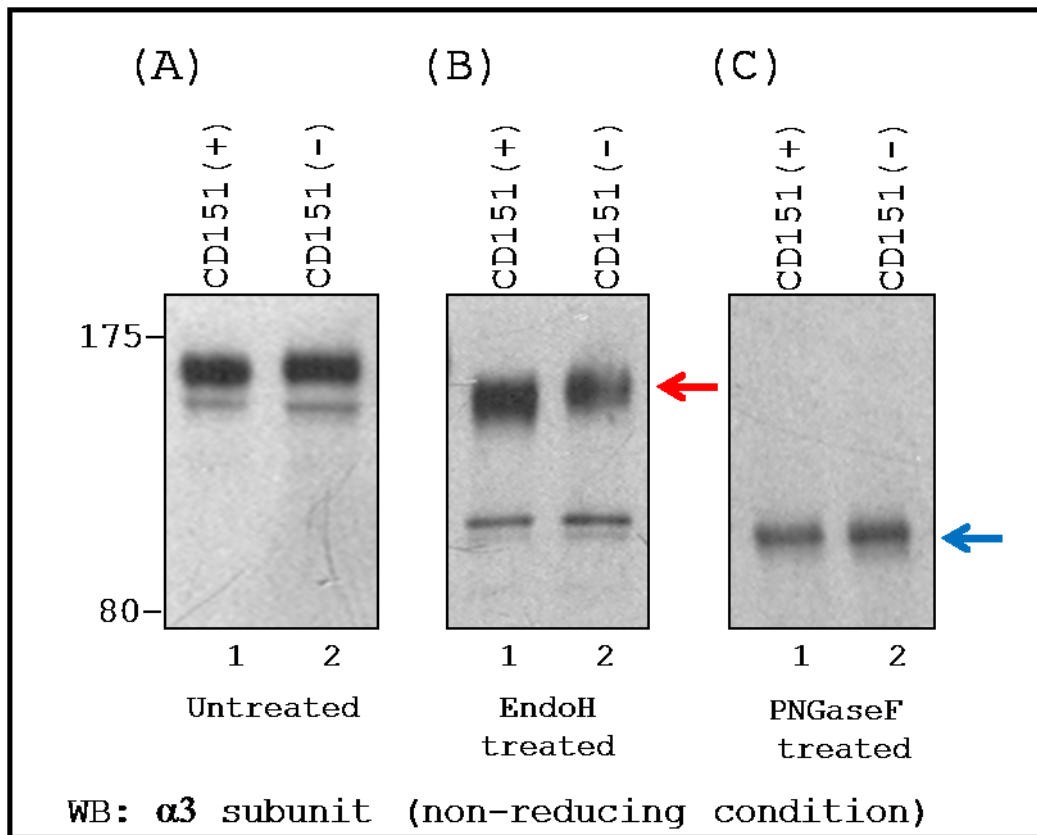 (A) (B) (C)
CD151(+) CD151(-) CD151(+) CD151(-) CD151(+) CD151(-)
175
80
1 2 1 2 1 2
Untreated
EndoH
treated
PNGaseF
treated
WB: α3 subunit (non-reducing condition)